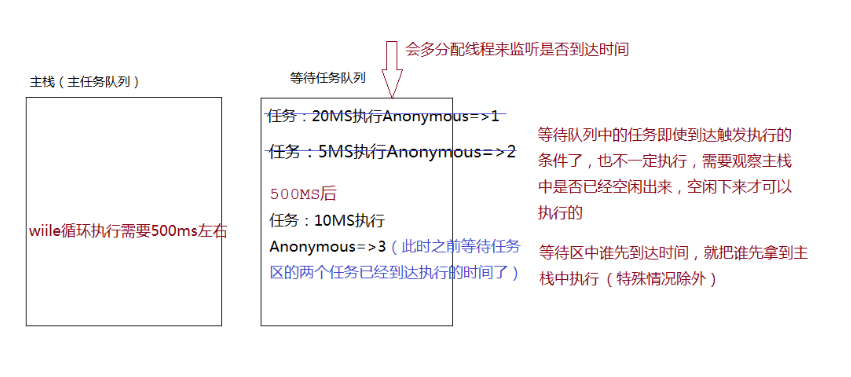 会多分配线程来监听是否到达时间
主栈（主任务队列）
等待任务队列
任务：20MS执行Anonymous=>1
任务：5MS执行Anonymous=>2
500MS后
任务：10MS执行
Anonymous=>3（此时之前等待任务
区的两个任务已经到达执行的时间了）
wiile循环执行需要500ms左右
等待队列中的任务即使到达触发执行的
条件了，也不一定执行，需要观察主栈
中是否已经空闲出来，空闲下来才可以
执行的
等待区中谁先到达时间，就把谁先拿到主
栈中执行（特殊情况除外）